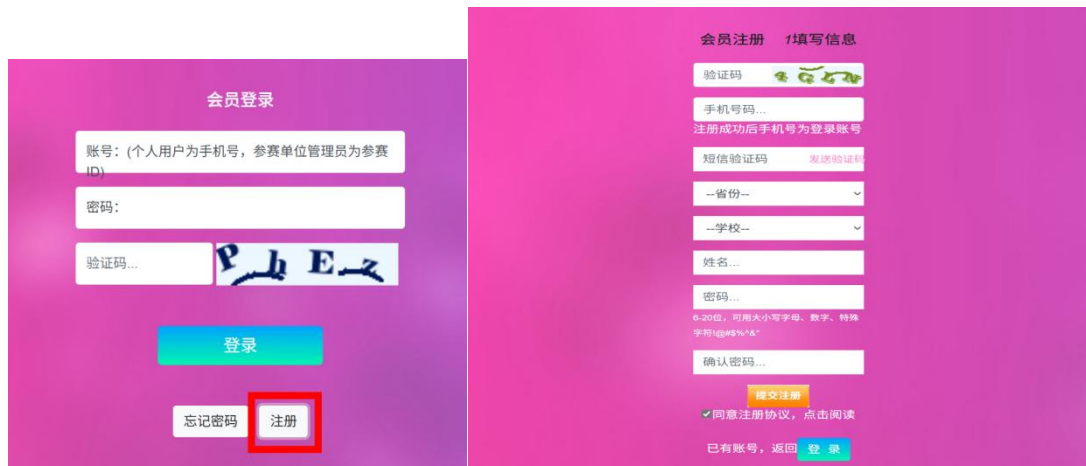 会员登录
账号：(个人用户为手机号，参赛单位管理员为参赛
ID)
密码：
验证码...
PhEz
登录
忘记密码 注册
会员注册 1填写信息
验证码
手机号码...
注册成功后手机号为登录账号
短信验证码 发送验证码
--省份--
--学校--
姓名...
密码...
6-20位，可用大小写字母、数字、特殊
字符!@#$%^&*
确认密码...
提交注册
同意注册协议，点击阅读
已有账号，返回 登 录